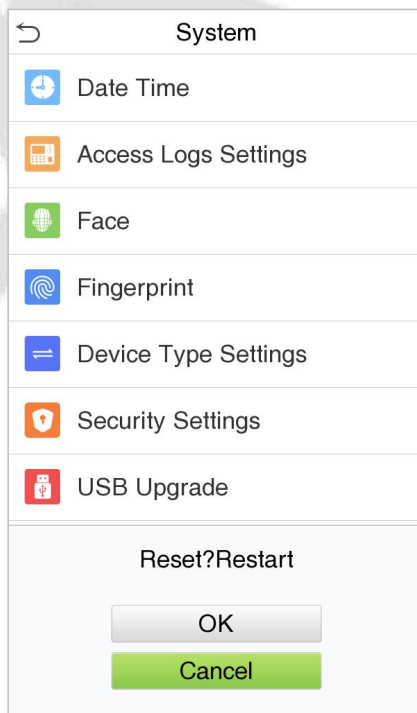 System
Date Time
Access Logs Settings
Face
Fingerprint
Device Type Settings
Security Settings
USB Upgrade
Reset?Restart
OK
Cancel